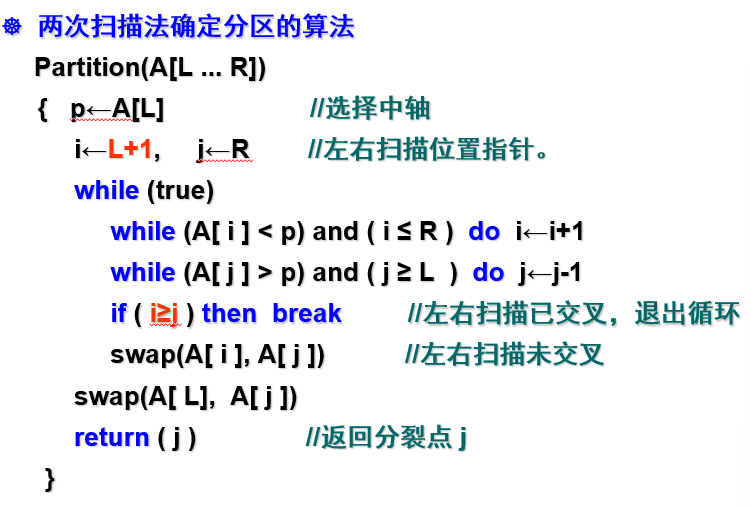 ☸ 两次扫描法确定分区的算法
Partition(A[L ... R])
{ p←A[L] //选择中轴
i←L+1, j←R //左右扫描位置指针。
while (true)
while (A[ i ] < p) and ( i ≤ R ) do i←i+1
while (A[ j ] > p) and ( j ≥ L ) do j←j-1
if ( i≥j ) then break //左右扫描已交叉，退出循环
swap(A[ i ], A[ j ]) //左右扫描未交叉
swap(A[ L], A[ j ])
return ( j ) //返回分裂点 j
}